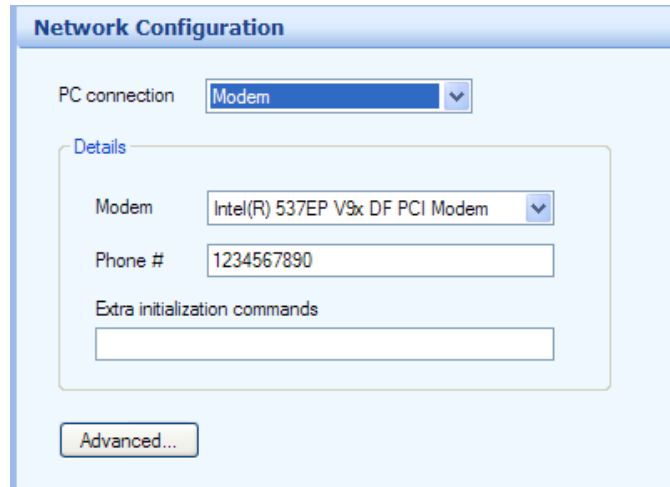 Network Configuration
PC connection Modem
Details
Modem Intel(R) 537EP V9x DF PCI Modem
Phone # 1234567890
Extra initialization commands
Advanced...